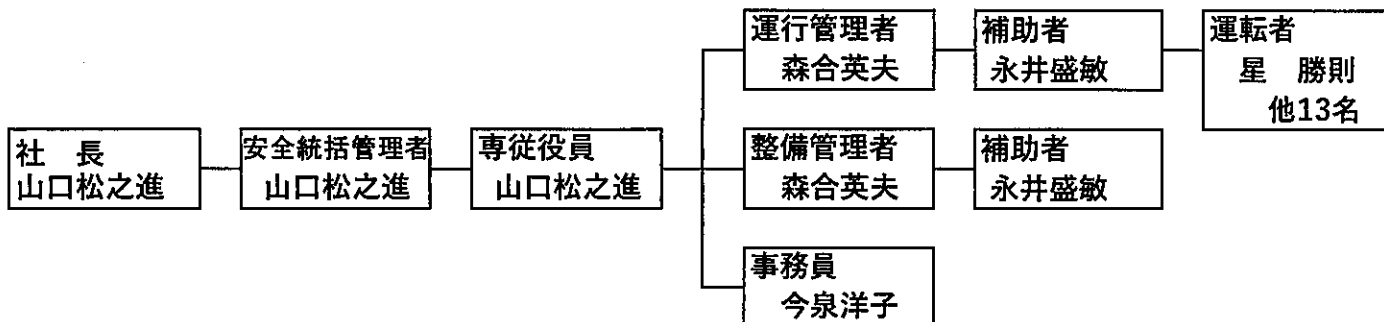 運行管理者
森合英夫
補助者
永井盛敏
運転者
星 勝則
他13名
社 長
山口松之進
安全統括管理者
山口松之進
専従役員
山口松之進
整備管理者
森合英夫
補助者
永井盛敏
事務員
今泉洋子